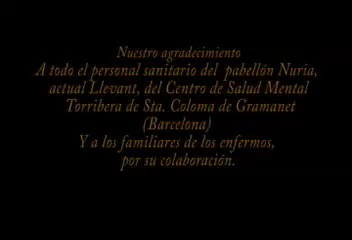 Nuestro agradecimiento
A todo el personal sanitario del pabellón Nuria,
actual Llevant, del Centro de Salud Mental
Torribera de Sta. Coloma de Gramanet
(Barcelona)
Y a los familiares de los enfermos,
por su colaboración.